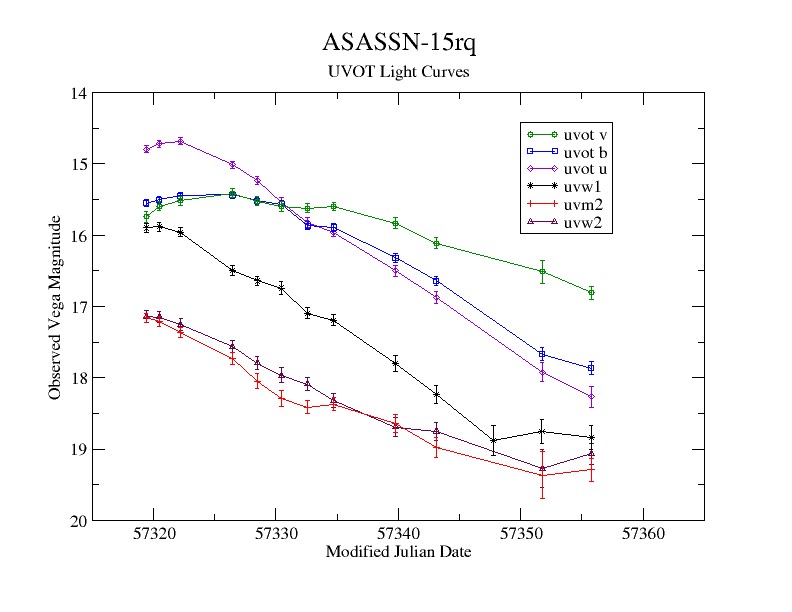 ASASSN-15rq
UVOT Light Curves
uvot v
uvot b
uvot u
uvw1
uvm2
uvw2
Observed Vega Magnitude
14
15
16
17
18
19
20
57320 57330 57340 57350 57360
Modified Julian Date